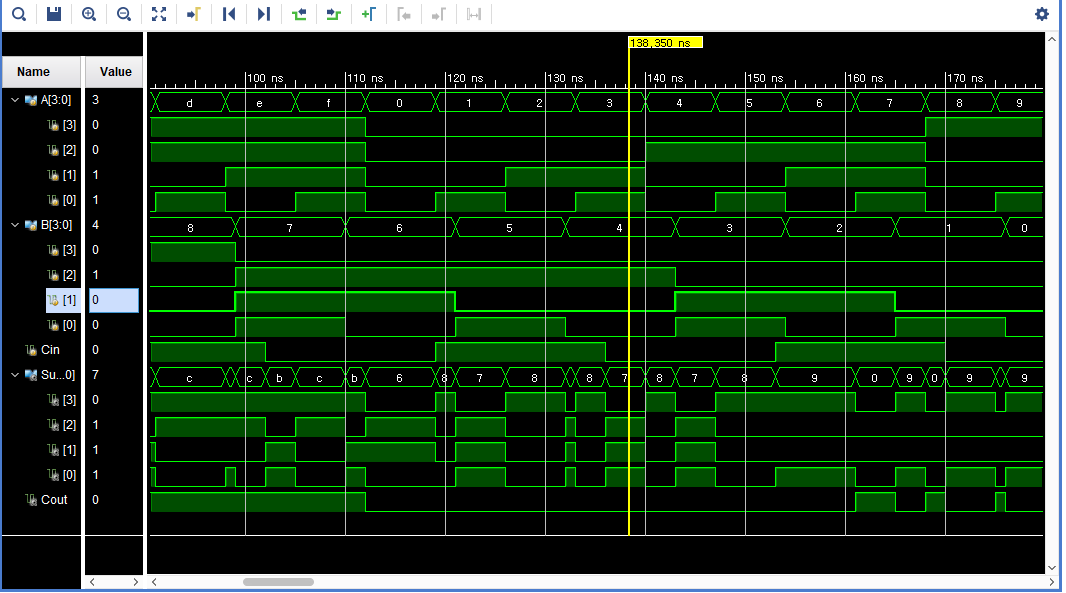 138,350 ns
Name Value
100 ns 110 ns 120 ns 130 ns 140 ns 150 ns 160 ns 170 ns
A[3:0] 3 d e f 0 1 2 3 4 5 6 7 8 9
[3] 0
[2] 0
[1] 1
[0] 1
B[3:0] 4 8 7 6 5 4 3 2 1 0
[3] 0
[2] 1
[1] 0
[0] 0
Cin 0
Su...0] 7 c c b c b 6 8 7 8 8 7 8 7 8 9 0 9 0 9 9
[3] 0
[2] 1
[1] 1
[0] 1
Cout 0